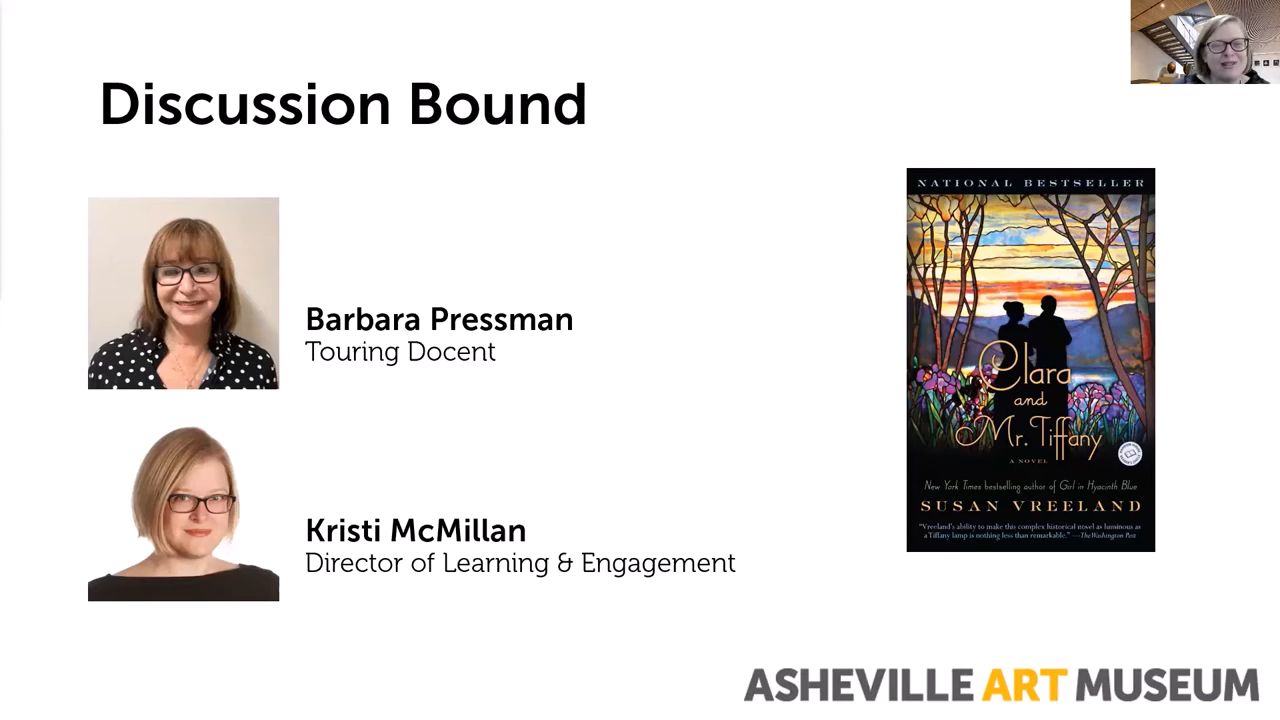 Discussion Bound
Barbara Pressman
Touring Docent
Kristi McMillan
Director of Learning & Engagement
NATIONAL BESTSELLER
Clara
and
Mr. Tiffany
A NOVEL
New York Times bestselling author of Girl in Hyacinth Blue
SUSAN VREELAND
"Vreeland's ability to make this complex historical novel as luminous as
a Tiffany lamp is nothing less than remarkable." —The Washington Post
ASHEVILLE ART MUSEUM